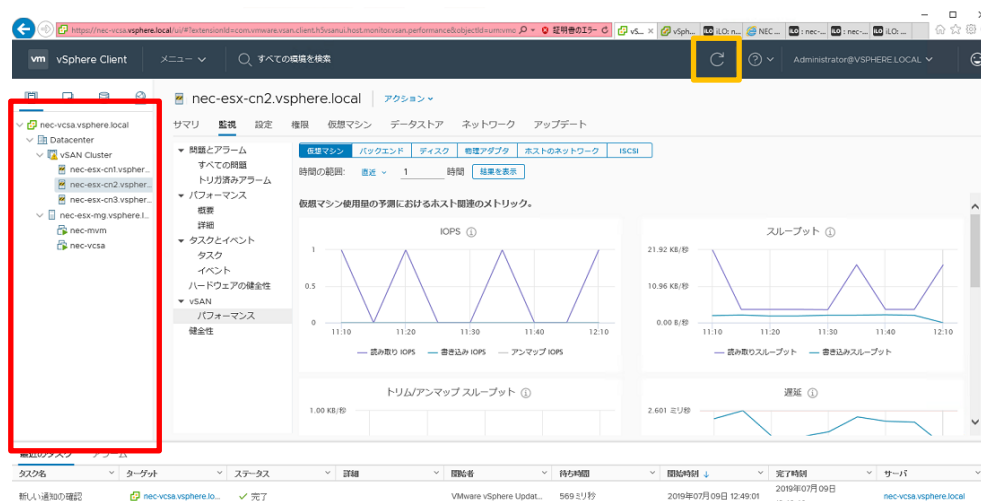 https://nec-vcsa.vsphere.local/ui/#?extensionId=com.vmware.vsan.client.h5vsanui.host.monitor.vsan.performance&objectId=urn:vmo
証明書のエラー
vS...
vSph...
iLO: n...
NEC ...
iLO : nec-...
iLO : nec-...
iLO: ...
vm vSphere Client
メニュー
すべての環境を検索
Administrator@VSPHERE.LOCAL
nec-esx-cn2.vsphere.local
アクション
サマリ 監視 設定 権限 仮想マシン データストア ネットワーク アップデート
nec-vcsa.vsphere.local
Datacenter
vSAN Cluster
nec-esx-cn1.vspher...
nec-esx-cn2.vspher...
nec-esx-cn3.vspher...
nec-esx-mg.vsphere.l...
nec-mvm
nec-vcsa
問題とアラーム
すべての問題
トリガ済みアラーム
パフォーマンス
概要
詳細
タスクとイベント
タスク
イベント
ハードウェアの健全性
vSAN
パフォーマンス
健全性
仮想マシン バックエンド ディスク 物理アダプタ ホストのネットワーク ISCSI
時間の範囲: 直近 1 時間 結果を表示
仮想マシン使用量の予測におけるホスト関連のメトリック。
IOPS
1
0.5
0
11:10 11:20 11:30 11:40 12:10
読み取り IOPS 書き込み IOPS アンマップ IOPS
スループット
21.92 KB/秒
10.96 KB/秒
0.00 B/秒
11:10 11:20 11:30 11:40 12:10
読み取りスループット 書き込みスループット
トリム/アンマップ スループット
1.00 KB/秒
遅延
2.601 ミリ秒
最近のタスク アラーム
タスク名 ターゲット ステータス 詳細 開始者 待ち時間 開始時刻 完了時刻 サーバ
新しい通知の確認 nec-vcsa.vsphere.lo... 完了 VMware vSphere Updat... 569 ミリ秒 2019年07月09日 12:49:01 2019年07月09日 nec-vcsa.vsphere.local